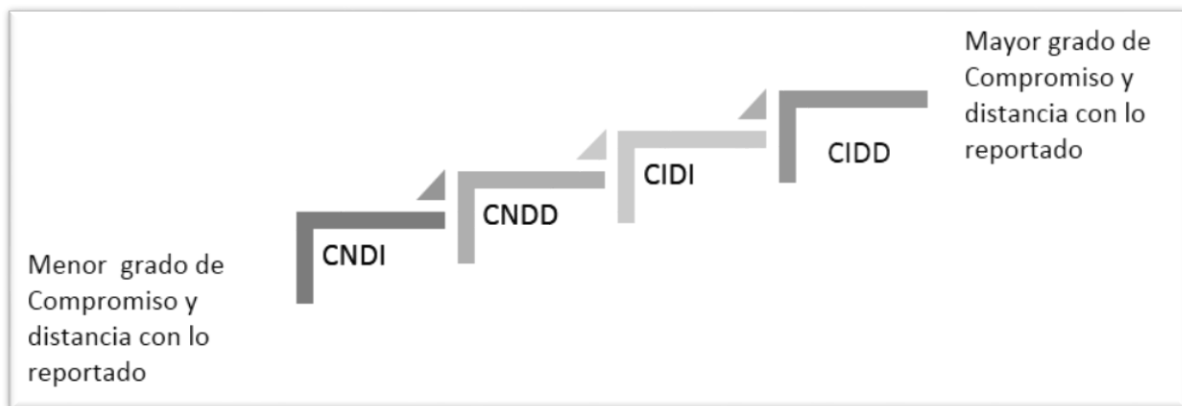 Mayor grado de
Compromiso y
distancia con lo
reportado
CIDD
CIDI
CNDD
CNDI
Menor  grado de
Compromiso y
distancia con lo
reportado